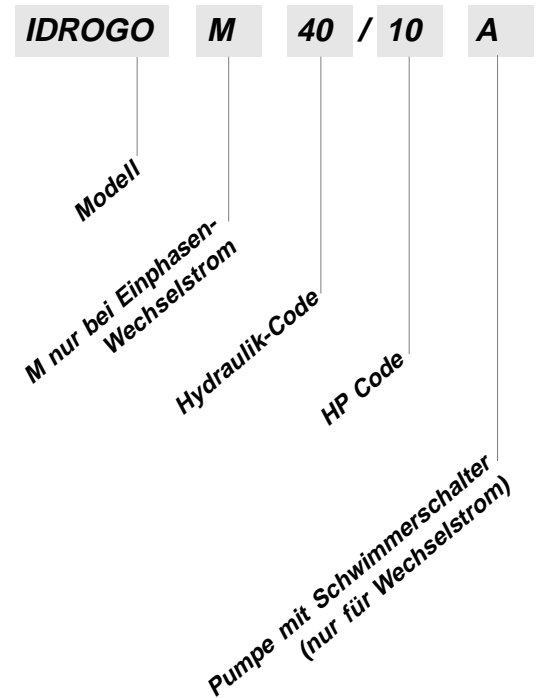 IDROGO M 40 / 10 A
Modell
M nur bei Einphasen-
Wechselstrom
Hydraulik-Code
HP Code
Pumpe mit Schwimmerschalter
(nur für Wechselstrom)